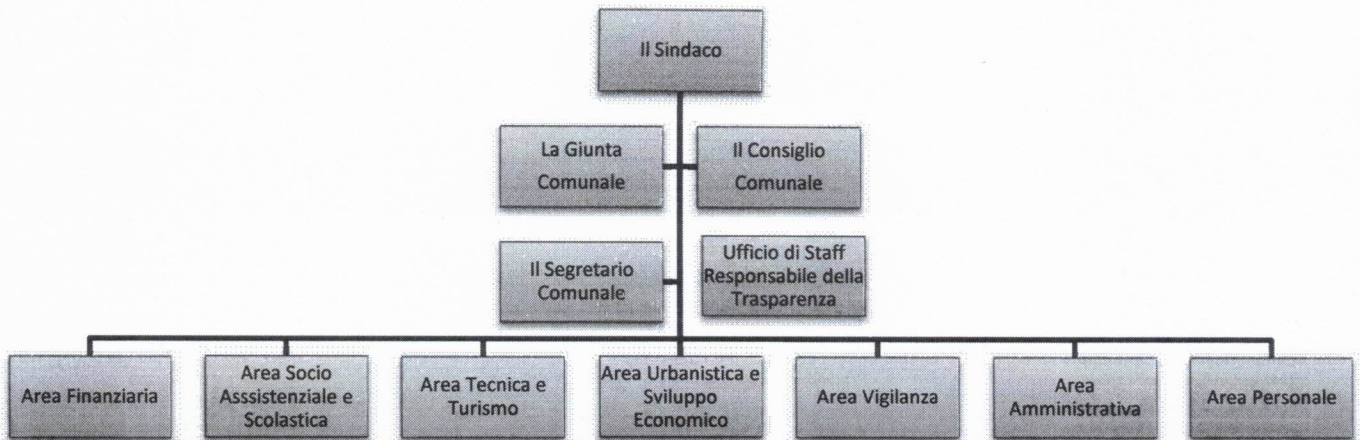 Il Sindaco
La Giunta
Comunale
Il Consiglio
Comunale
Il Segretario
Comunale
Ufficio di Staff
Responsabile della
Trasparenza
Area Finanziaria
Area Socio
Asssistenziale e
Scolastica
Area Tecnica e
Turismo
Area Urbanistica e
Sviluppo
Economico
Area Vigilanza
Area
Amministrativa
Area Personale